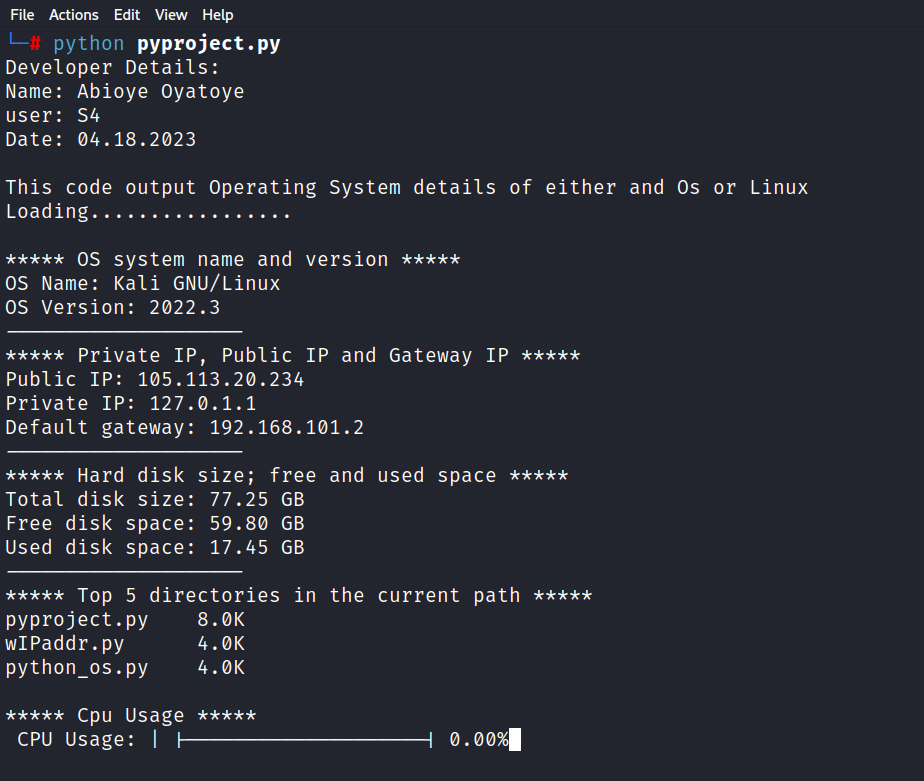 File Actions Edit View Help
└─# python pyproject.py
Developer Details:
Name: Abioye Oyatoye
user: S4
Date: 04.18.2023
This code output Operating System details of either and Os or Linux
Loading.................
***** OS system name and version *****
OS Name: Kali GNU/Linux
OS Version: 2022.3
────────────────────
***** Private IP, Public IP and Gateway IP *****
Public IP: 105.113.20.234
Private IP: 127.0.1.1
Default gateway: 192.168.101.2
────────────────────
***** Hard disk size; free and used space *****
Total disk size: 77.25 GB
Free disk space: 59.80 GB
Used disk space: 17.45 GB
────────────────────
***** Top 5 directories in the current path *****
pyproject.py    8.0K
wIPaddr.py      4.0K
python_os.py    4.0K
***** Cpu Usage *****
CPU Usage: | ├────────────────────┤ 0.00%